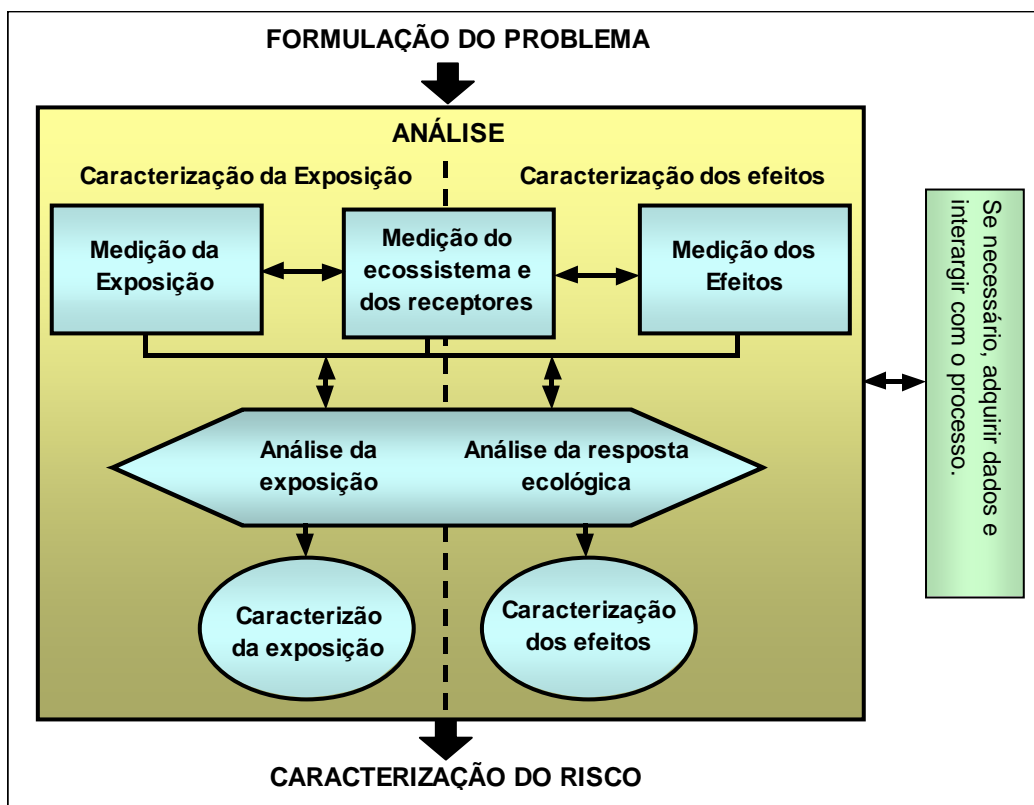 FORMULAÇÃO DO PROBLEMA
ANÁLISE
Caracterização da Exposição
Caracterização dos efeitos
Medição da
Exposição
Medição do
ecossistema e
dos receptores
Medição dos
Efeitos
Análise da
exposição
Análise da resposta
ecológica
Caracterizão
da exposição
Caracterização
dos efeitos
Se necessário, adquirir dados e
interargir com o processo.
CARACTERIZAÇÃO DO RISCO